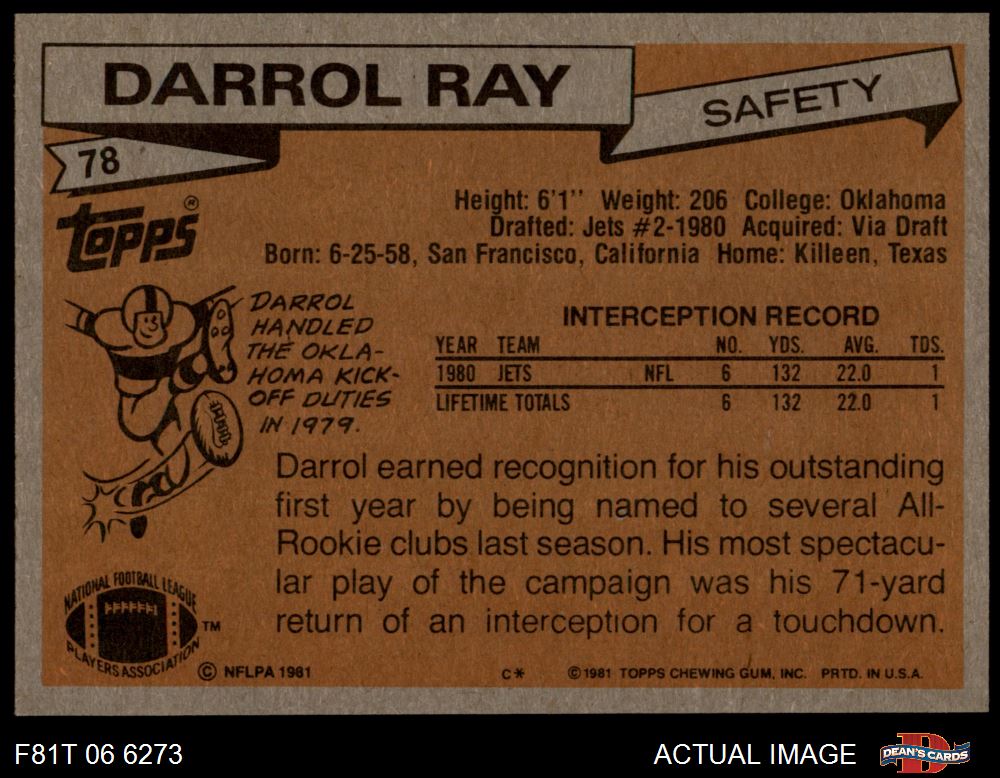 DARROL RAY
SAFETY
78
topps®
Height: 6'1'' Weight: 206 College: Oklahoma
Drafted: Jets #2-1980 Acquired: Via Draft
Born: 6-25-58, San Francisco, California Home: Killeen, Texas
DARROL
HANDLED
THE OKLA-
HOMA KICK-
OFF DUTIES
IN 1979.
INTERCEPTION RECORD
YEAR TEAM NO. YDS. AVG. TDS.
1980 JETS NFL 6 132 22.0 1
LIFETIME TOTALS 6 132 22.0 1
Darrol earned recognition for his outstanding
first year by being named to several All-
Rookie clubs last season. His most spectacu-
lar play of the campaign was his 71-yard
return of an interception for a touchdown.
NATIONAL FOOTBALL LEAGUE
PLAYERS ASSOCIATION
TM
© NFLPA 1981
C*
©1981 TOPPS CHEWING GUM, INC. PRTD. IN U.S.A.
F81T 06 6273
ACTUAL IMAGE
DEAN'S CARDS